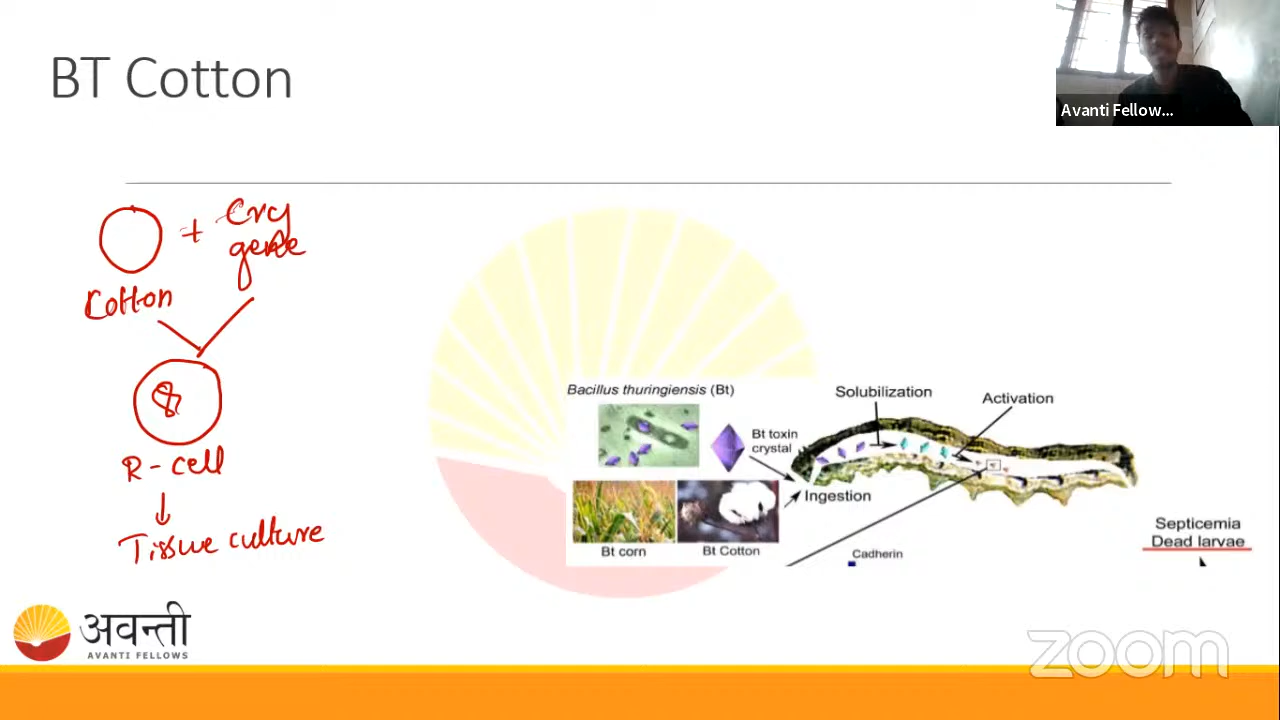 BT Cotton
Avanti Fellow...
+ Cry
gene
Cotton
R - cell
Tissue culture
Bacillus thuringiensis (Bt)
Solubilization
Activation
Bt toxin
crystal
Ingestion
Bt corn
Bt Cotton
Cadherin
Septicemia
Dead larvae
अवन्ती
AVANTI FELLOWS
zoom